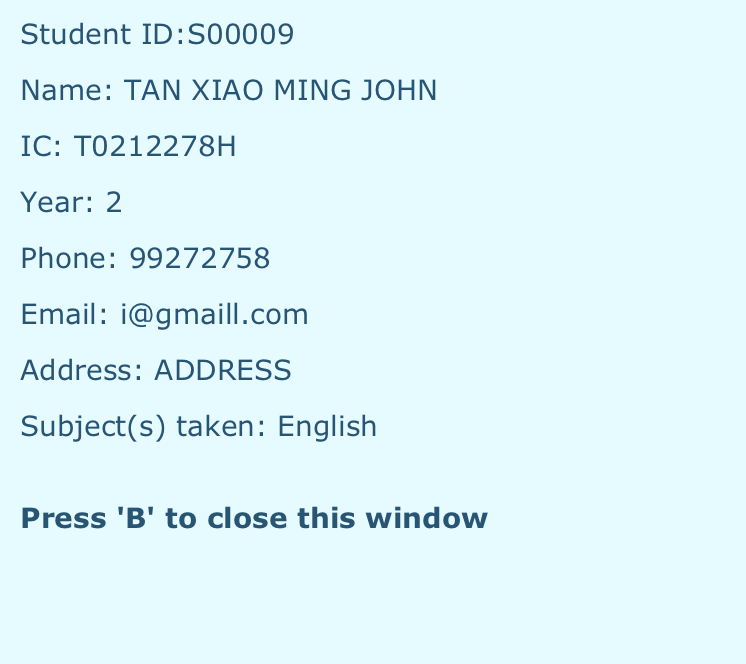 Student ID:S00009
Name: TAN XIAO MING JOHN
IC: T0212278H
Year: 2
Phone: 99272758
Email: i@gmaill.com
Address: ADDRESS
Subject(s) taken: English
Press 'B' to close this window